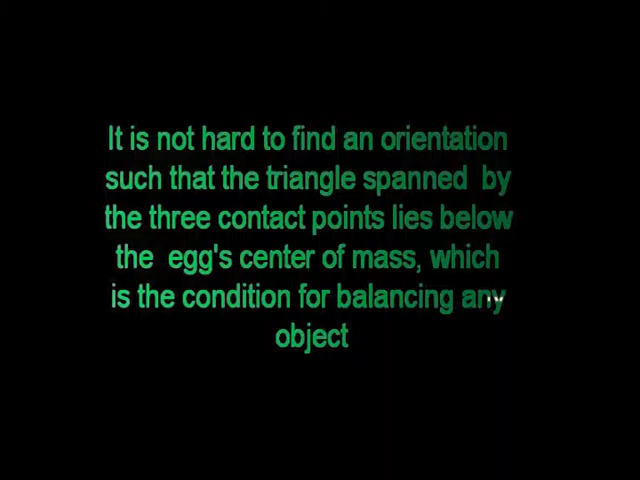 It is not hard to find an orientation
such that the triangle spanned by
the three contact points lies below
the egg's center of mass, which
is the condition for balancing any
object